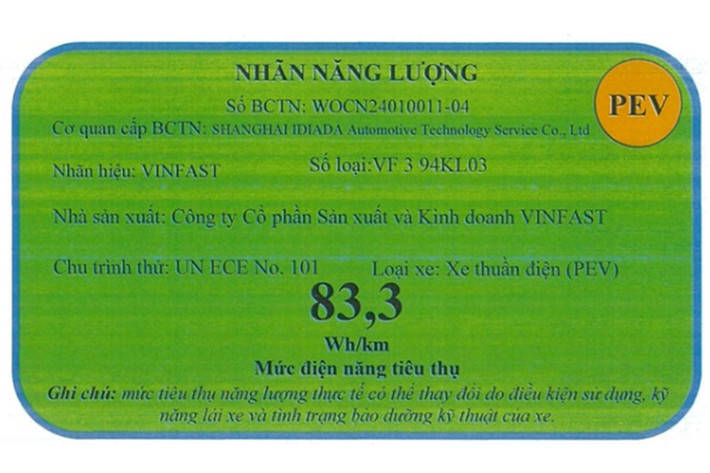 NHÃN NĂNG LƯỢNG
PEV
Số BCTN: WOCN24010011-04
Cơ quan cấp BCTN: SHANGHAI IDIADA Automotive Technology Service Co., Ltd
Nhãn hiệu: VINFAST Số loại:VF 3 94KL03
Nhà sản xuất: Công ty Cổ phần Sản xuất và Kinh doanh VINFAST
Chu trình thử: UN ECE No. 101 Loại xe: Xe thuần điện (PEV)
83,3
Wh/km
Mức điện năng tiêu thụ
Ghi chú: mức tiêu thụ năng lượng thực tế có thể thay đổi do điều kiện sử dụng, kỹ
năng lái xe và tình trạng bảo dưỡng kỹ thuật của xe.